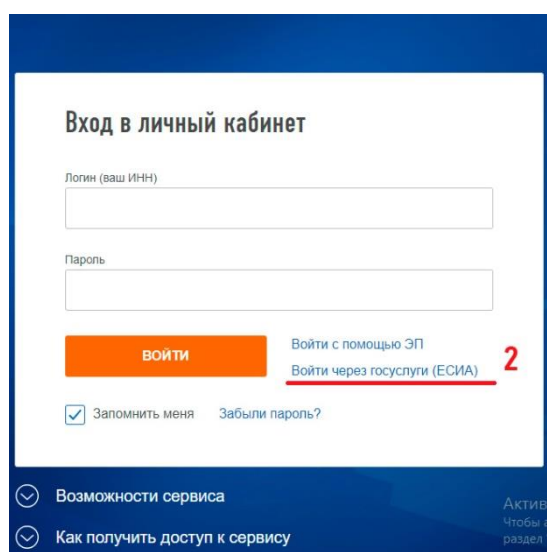 Вход в личный кабинет
Логин (ваш ИНН)
Пароль
ВОЙТИ
Войти с помощью ЭП
Войти через госуслуги (ЕСИА)
2
Запомнить меня Забыли пароль?
Возможности сервиса
Актив
Чтобы а
раздел
Как получить доступ к сервису